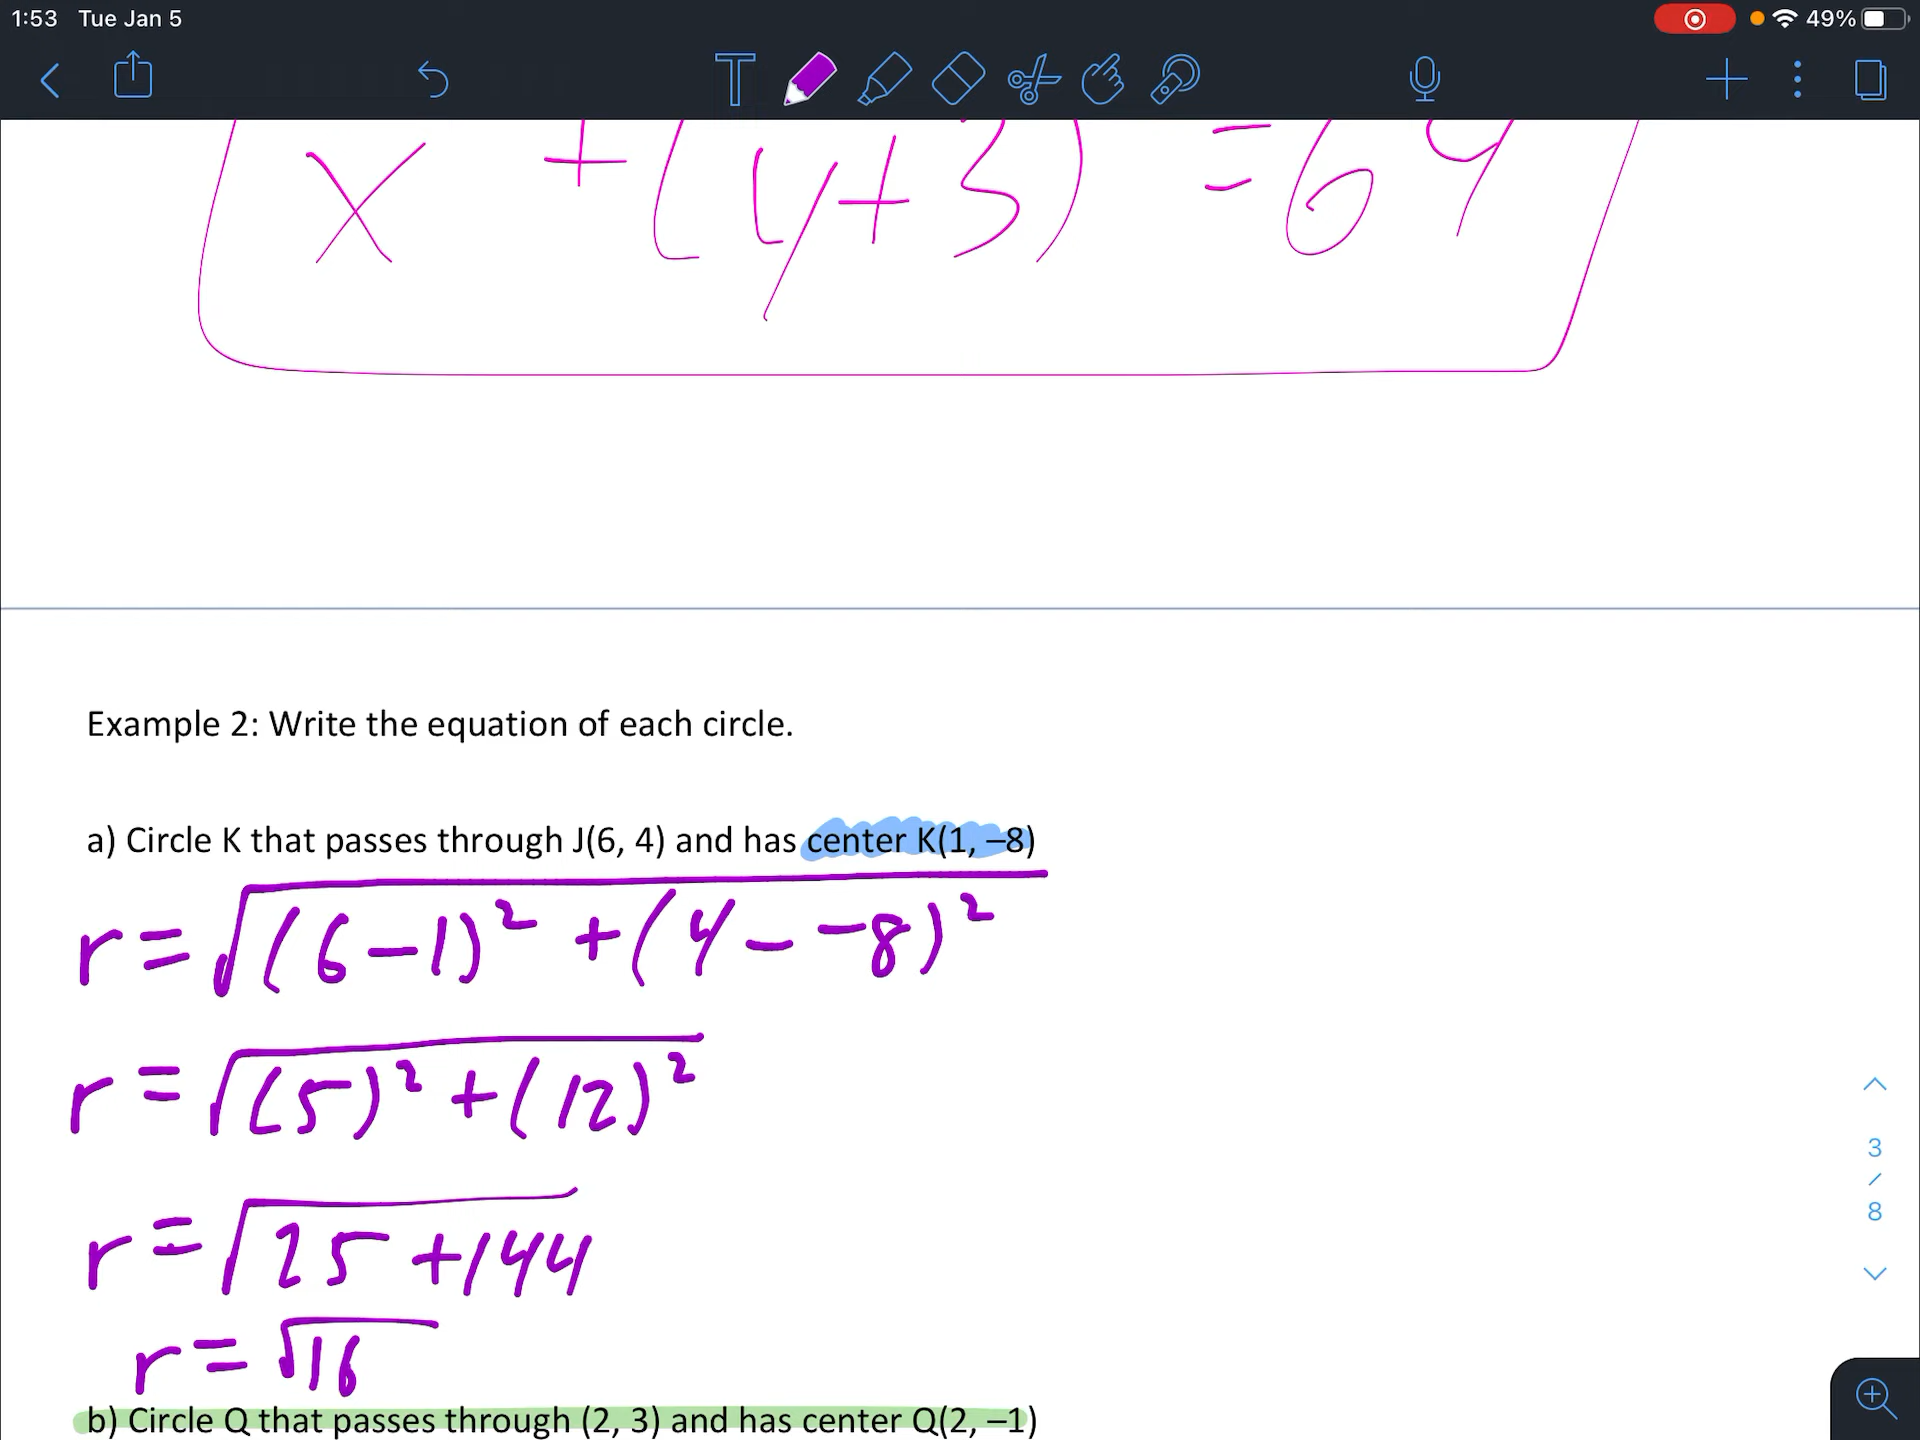 1:53 Tue Jan 5 49%
T
x +(y+3) =64
Example 2: Write the equation of each circle.
a) Circle K that passes through J(6, 4) and has center K(1, –8)
r=√(6-1)² +(4- -8)²
r=√(5)²+(12)²
3
/
8
r=√25 +144
r=√16
b) Circle Q that passes through (2, 3) and has center Q(2, –1)